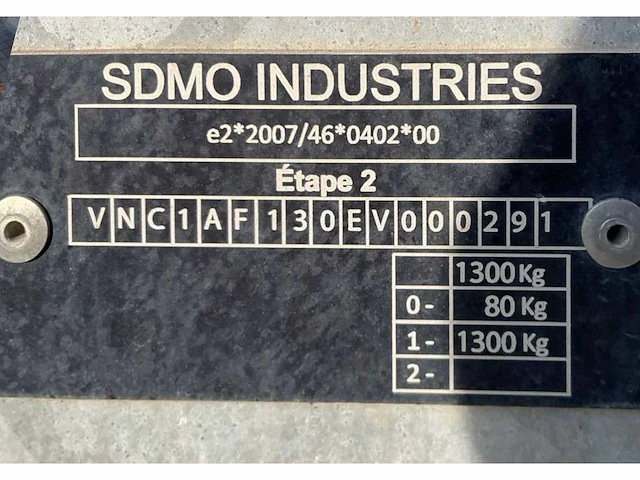 SDMO INDUSTRIES
e2*2007/46*0402*00
Étape 2
VNC1AF130EV000291
1300 Kg
0- 80 Kg
1- 1300 Kg
2-